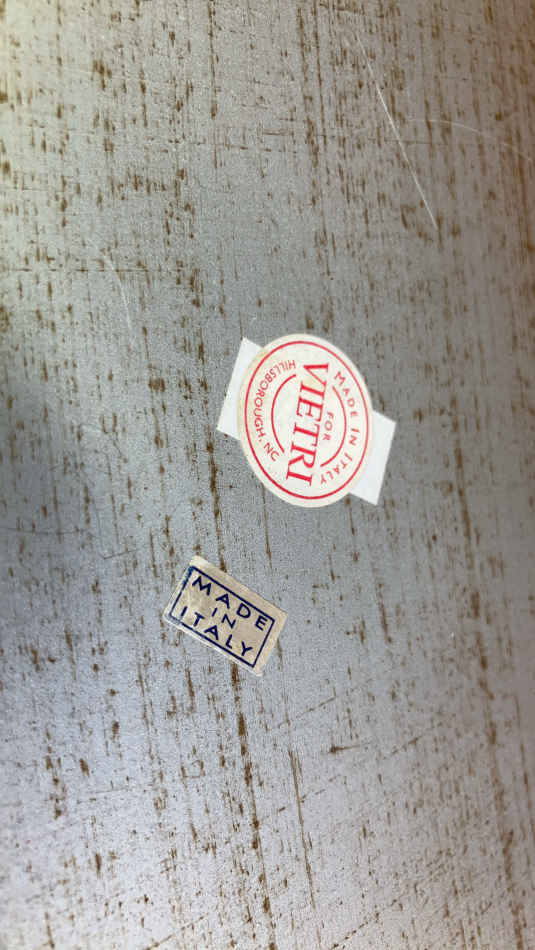 MADE IN ITALY
FOR
VIETRI
HILLSBOROUGH, NC
MADE
IN
ITALY